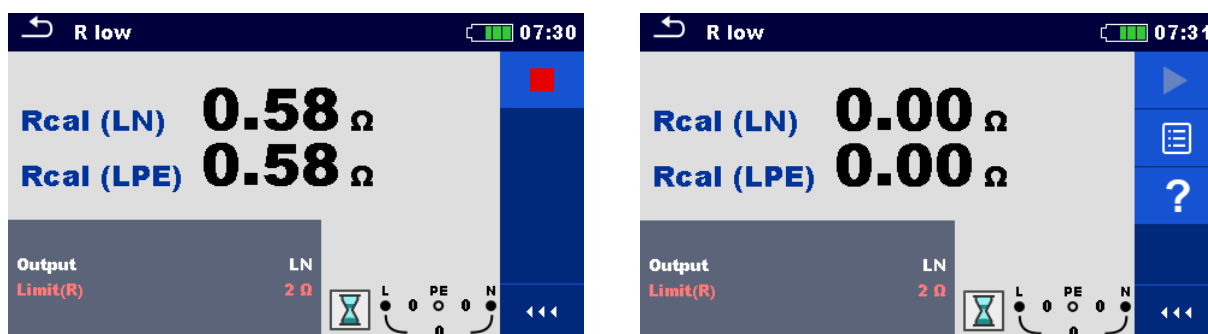 R low 07:30
Rcal (LN) 0.58 Ω
Rcal (LPE) 0.58 Ω
Output LN
Limit(R) 2 Ω
L PE N
0 0
0
R low 07:31
Rcal (LN) 0.00 Ω
Rcal (LPE) 0.00 Ω
?
Output LN
Limit(R) 2 Ω
L PE N
0 0
0